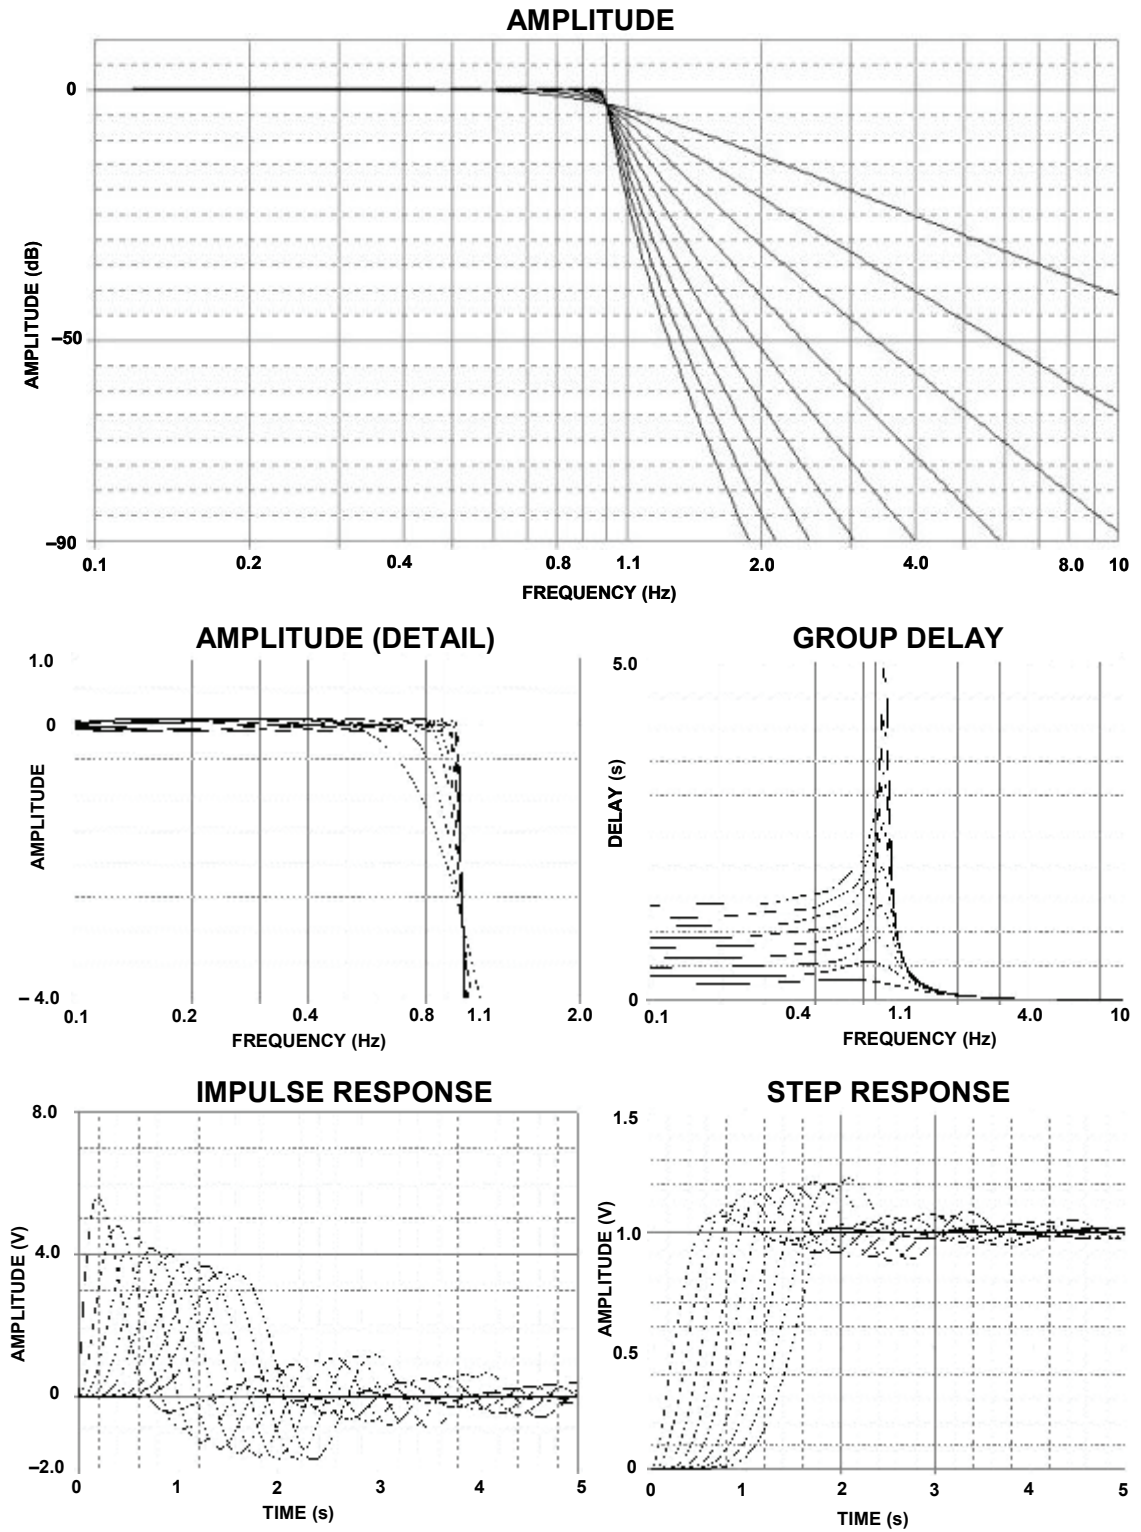 AMPLITUDE
0
–50
–90
AMPLITUDE (dB)
0.1 0.2 0.4 0.8 1.1 2.0 4.0 8.0 10
FREQUENCY (Hz)
AMPLITUDE (DETAIL)
1.0
0
– 4.0
AMPLITUDE
0.1 0.2 0.4 0.8 1.1 2.0
FREQUENCY (Hz)
GROUP DELAY
5.0
0
DELAY (s)
0.1 0.4 1.1 4.0 10
FREQUENCY (Hz)
IMPULSE RESPONSE
8.0
4.0
0
–2.0
AMPLITUDE (V)
0 1 2 3 4 5
TIME (s)
STEP RESPONSE
1.5
1.0
0.5
0
AMPLITUDE (V)
0 1 2 3 4 5
TIME (s)